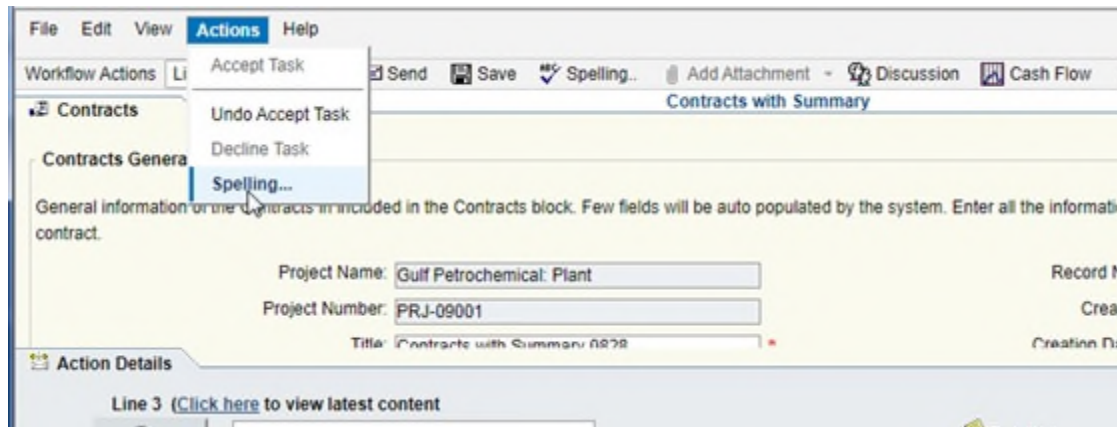 File Edit View Actions Help
Workflow Actions Li Send Save Spelling.. Add Attachment Discussion Cash Flow
Accept Task
Undo Accept Task
Decline Task
Spelling...
Contracts
Contracts with Summary
Contracts Genera
General information of the Contracts in included in the Contracts block. Few fields will be auto populated by the system. Enter all the informati
contract.
Project Name: Gulf Petrochemical: Plant Record
Project Number: PRJ-09001 Crea
Title: Contracts with Summary 0828 * Creation Da
Action Details
Line 3 (Click here to view latest content